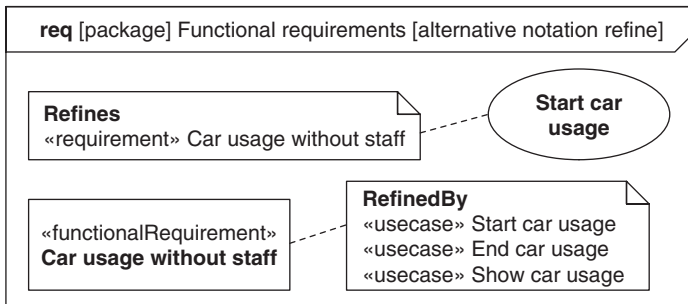 req [package] Functional requirements [alternative notation refine]
Refines
«requirement» Car usage without staff
Start car
usage
«functionalRequirement»
Car usage without staff
RefinedBy
«usecase» Start car usage
«usecase» End car usage
«usecase» Show car usage